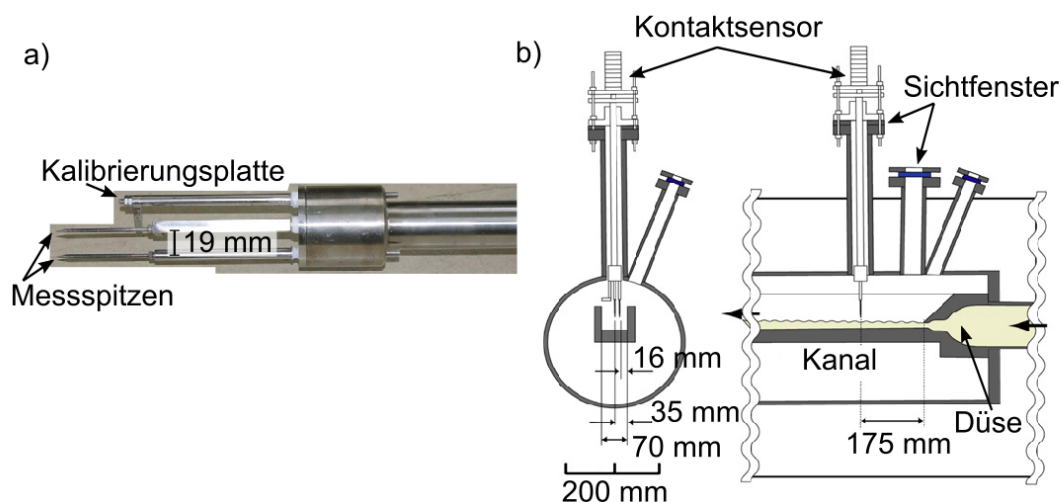 a)
Kalibrierungsplatte
19 mm
Messspitzen
b)
Kontaktsensor
Sichtfenster
Kanal
16 mm
35 mm
70 mm
200 mm
Düse
175 mm